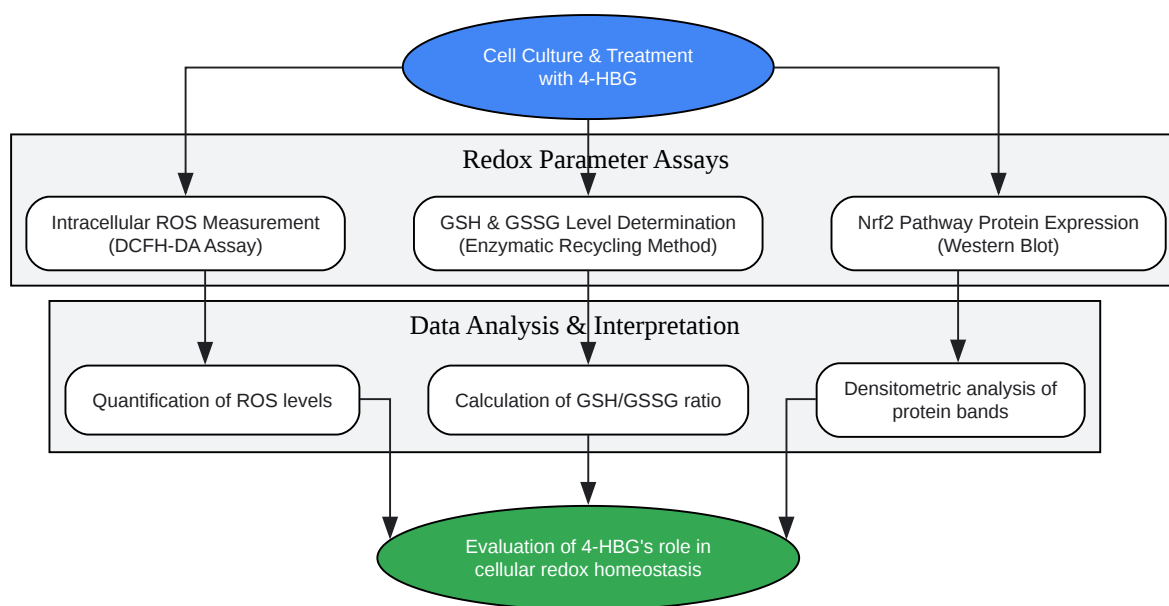 Cell Culture & Treatment
with 4-HBG
Redox Parameter Assays
Intracellular ROS Measurement
(DCFH-DA Assay)
GSH & GSSG Level Determination
(Enzymatic Recycling Method)
Nrf2 Pathway Protein Expression
(Western Blot)
Data Analysis & Interpretation
Quantification of ROS levels
Calculation of GSH/GSSG ratio
Densitometric analysis of
protein bands
Evaluation of 4-HBG's role in
cellular redox homeostasis